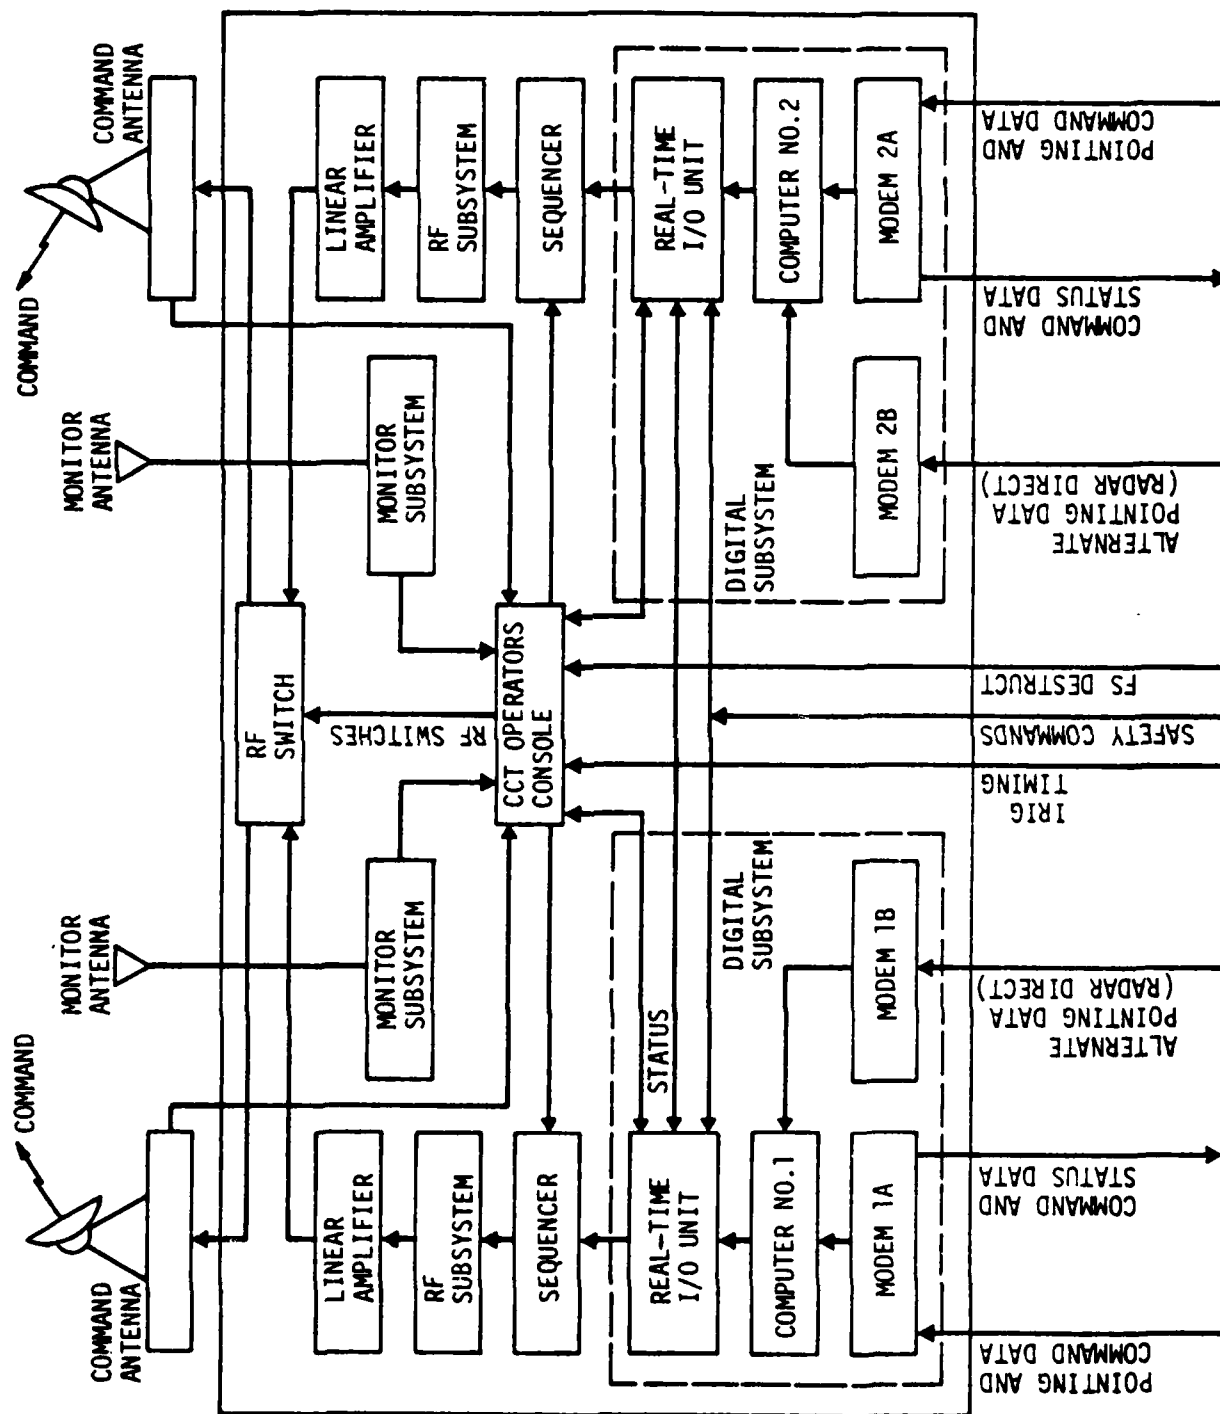 COMMAND
COMMAND
ANTENNA
MONITOR
ANTENNA
MONITOR
ANTENNA
COMMAND
COMMAND
ANTENNA
RF
SWITCH
LINEAR
AMPLIFIER
RF
SUBSYSTEM
SEQUENCER
MONITOR
SUBSYSTEM
RF SWITCHES
MONITOR
SUBSYSTEM
LINEAR
AMPLIFIER
RF
SUBSYSTEM
SEQUENCER
CCT OPERATORS
CONSOLE
REAL-TIME
I/O UNIT
STATUS
COMPUTER NO.1
MODEM 1A
MODEM 1B
DIGITAL
SUBSYSTEM
DIGITAL
SUBSYSTEM
REAL-TIME
I/O UNIT
COMPUTER NO.2
MODEM 2B
MODEM 2A
POINTING AND
COMMAND DATA
COMMAND AND
STATUS DATA
ALTERNATE
POINTING DATA
(RADAR DIRECT)
IRIG
TIMING
SAFETY COMMANDS
FS DESTRUCT
ALTERNATE
POINTING DATA
(RADAR DIRECT)
COMMAND AND
STATUS DATA
POINTING AND
COMMAND DATA